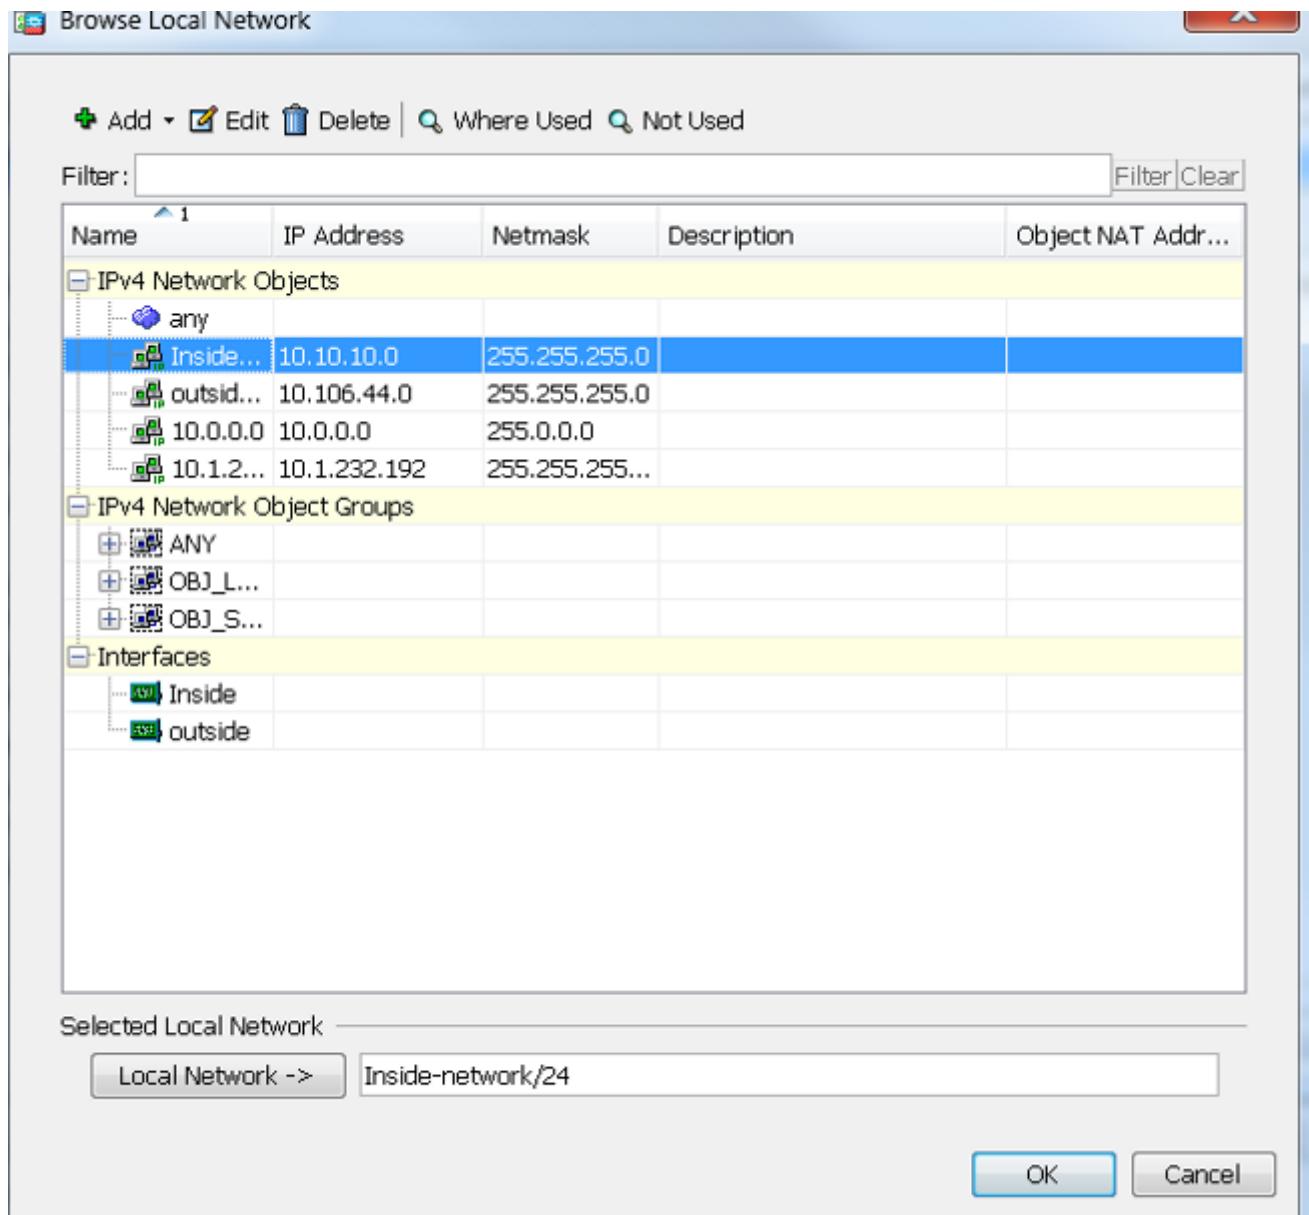 Browse Local Network
Add Edit Delete Where Used Not Used
Filter: Filter Clear
1
Name IP Address Netmask Description Object NAT Addr...
IPv4 Network Objects
any
Inside... 10.10.10.0 255.255.255.0
outsid... 10.106.44.0 255.255.255.0
10.0.0.0 10.0.0.0 255.0.0.0
10.1.2... 10.1.232.192 255.255.255...
IPv4 Network Object Groups
ANY
OBJ_L...
OBJ_S...
Interfaces
Inside
outside
Selected Local Network
Local Network -> Inside-network/24
OK Cancel